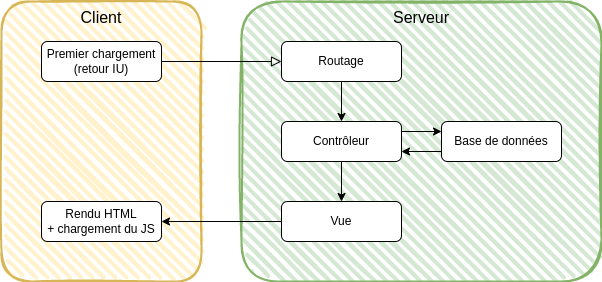 Client
Serveur
Premier chargement
(retour IU)
Routage
Contrôleur
Base de données
Rendu HTML
+ chargement du JS
Vue